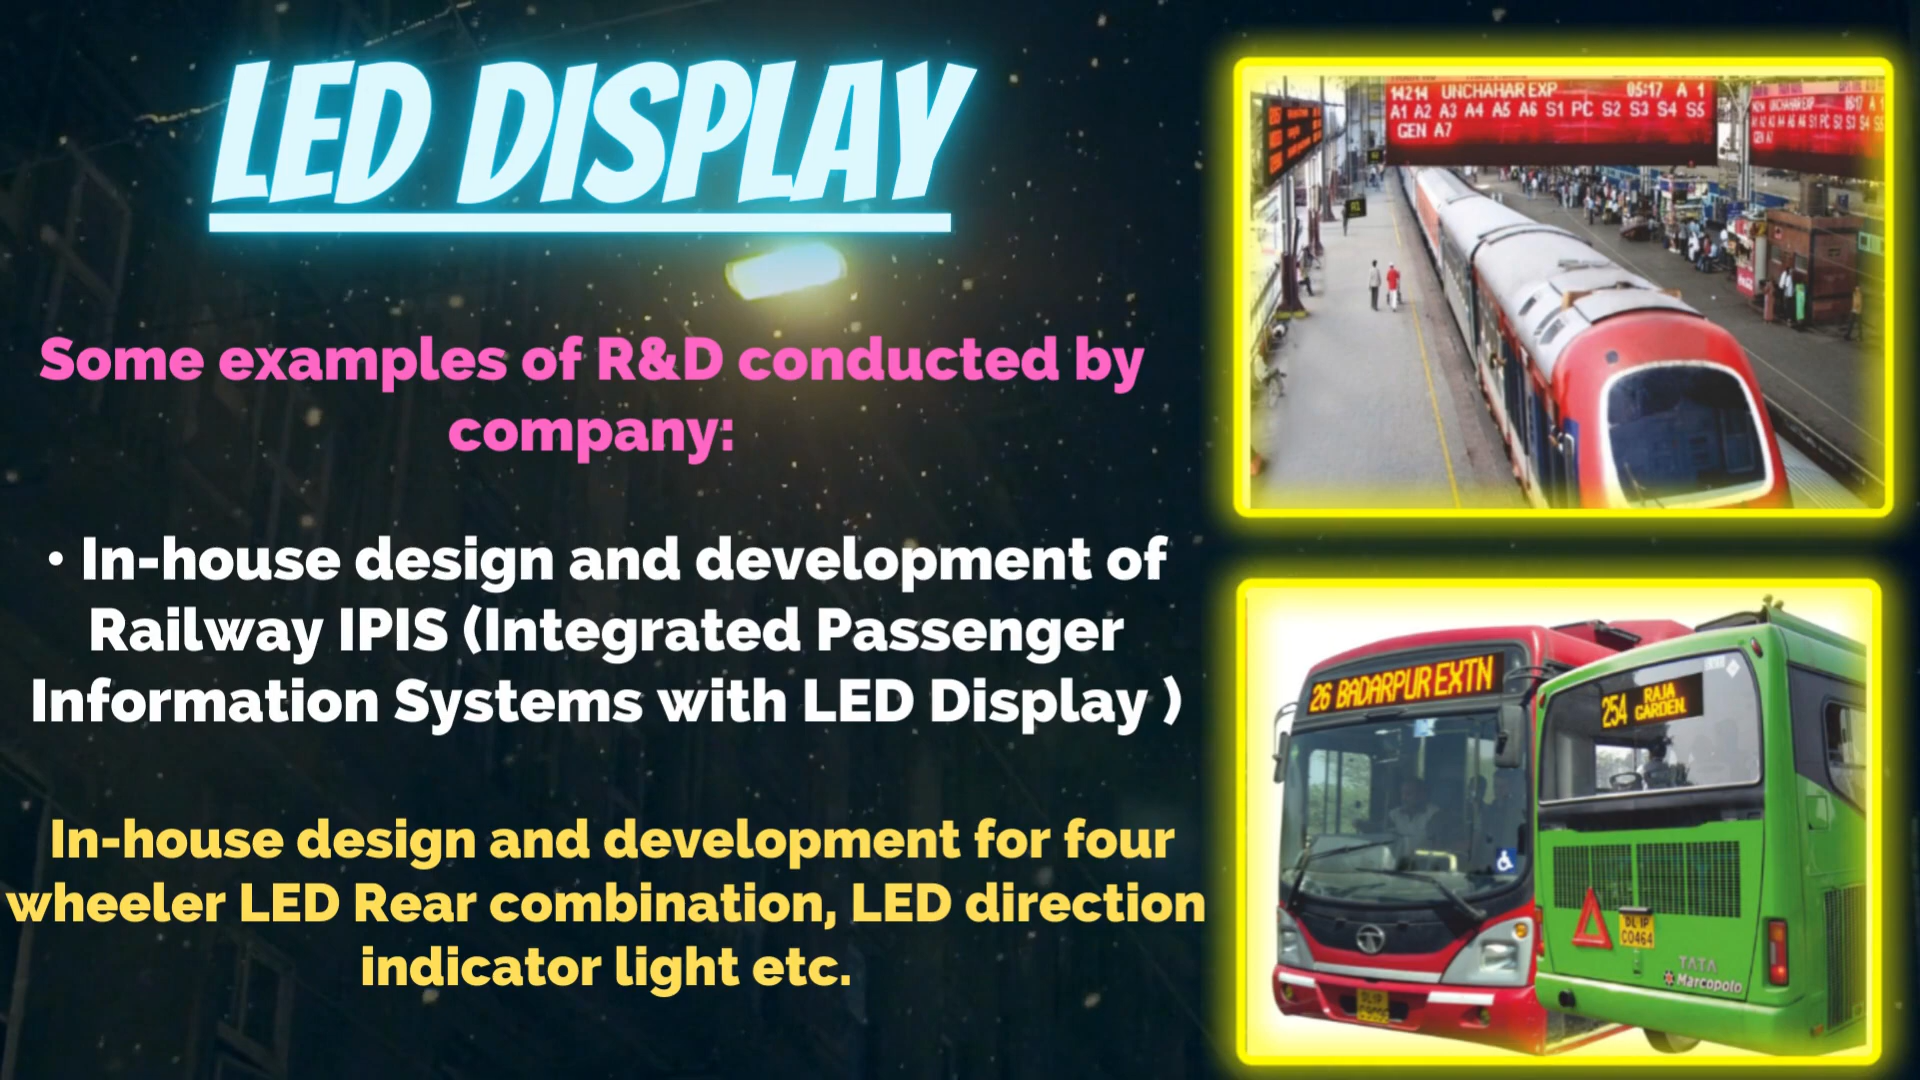 LED DISPLAY
Some examples of R&D conducted by
company:
• In-house design and development of
Railway IPIS (Integrated Passenger
Information Systems with LED Display )
In-house design and development for four
wheeler LED Rear combination, LED direction
indicator light etc.
14214 UNCHAHAR EXP 05:17 A 1
A1 A2 A3 A4 A5 A6 S1 PC S2 S3 S4 S5
GEN A7
26 BADARPUR EXTN
254 RAJA
GARDEN.
DL 1P
C0464
TATA
Marcopolo